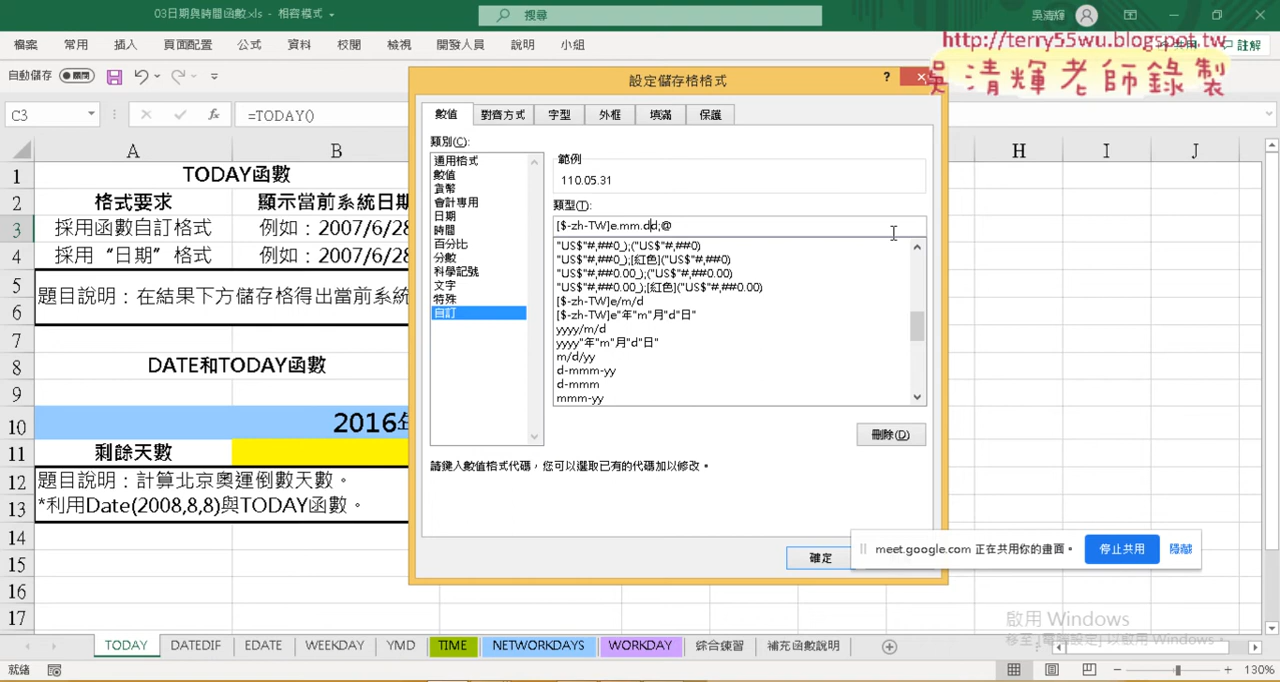 03日期與時間函數.xls - 相容模式
搜尋
吳清輝
檔案 常用 插入 頁面配置 公式 資料 校閱 檢視 開發人員 說明 小組
註解
http://terry55wu.blogspot.tw
吳清輝老師錄製
自動儲存 關閉
C3 fx =TODAY()
A B H I J
1 TODAY函數
2 格式要求 顯示當前系統日期
3 採用函數自訂格式 例如：2007/6/28
4 採用“日期”格式 例如：2007/6/28
5
題目說明：在結果下方儲存格得出當前系統
6
7
8 DATE和TODAY函數
9
10 2016年
11 剩餘天數
12 題目說明：計算北京奧運倒數天數。
13 *利用Date(2008,8,8)與TODAY函數。
14
15
16
17
設定儲存格格式
?
數值 對齊方式 字型 外框 填滿 保護
類別(C):
通用格式
數值
貨幣
會計專用
日期
時間
百分比
分數
科學記號
文字
特殊
自訂
範例
110.05.31
類型(T):
[$-zh-TW]e.mm.dd;@
"US$"#,##0_);("US$"#,##0)
"US$"#,##0_);[紅色]("US$"#,##0)
"US$"#,##0.00_);("US$"#,##0.00)
"US$"#,##0.00_);[紅色]("US$"#,##0.00)
[$-zh-TW]e/m/d
[$-zh-TW]e"年"m"月"d"日"
yyyy/m/d
yyyy"年"m"月"d"日"
m/d/yy
d-mmm-yy
d-mmm
mmm-yy
刪除(D)
請鍵入數值格式代碼，您可以選取已有的代碼加以修改。
確定
meet.google.com 正在共用你的畫面。 停止共用 隱藏
啟用 Windows
移至 [電腦設定] 以啟用 Windows。
TODAY DATEDIF EDATE WEEKDAY YMD TIME NETWORKDAYS WORKDAY 綜合練習 補充函數說明
就緒
130%